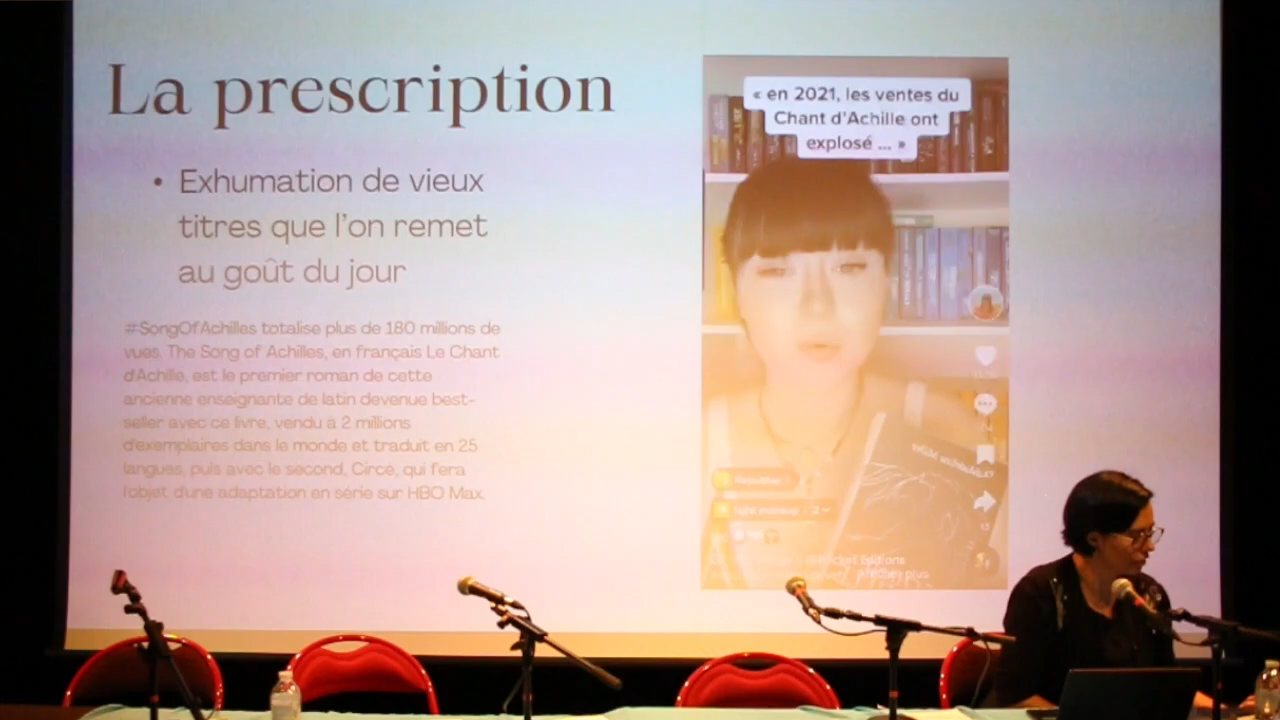 La prescription
• Exhumation de vieux
titres que l'on remet
au goût du jour
#SongOfAchilles totalise plus de 180 millions de
vues. The Song of Achilles, en français Le Chant
d'Achille, est le premier roman de cette
ancienne enseignante de latin devenue best-
seller avec ce livre, vendu à 2 millions
d'exemplaires dans le monde et traduit en 25
langues, puis avec le second, Circé, qui fera
l'objet d'une adaptation en série sur HBO Max.
« en 2021, les ventes du
Chant d'Achille ont
explosé ... »